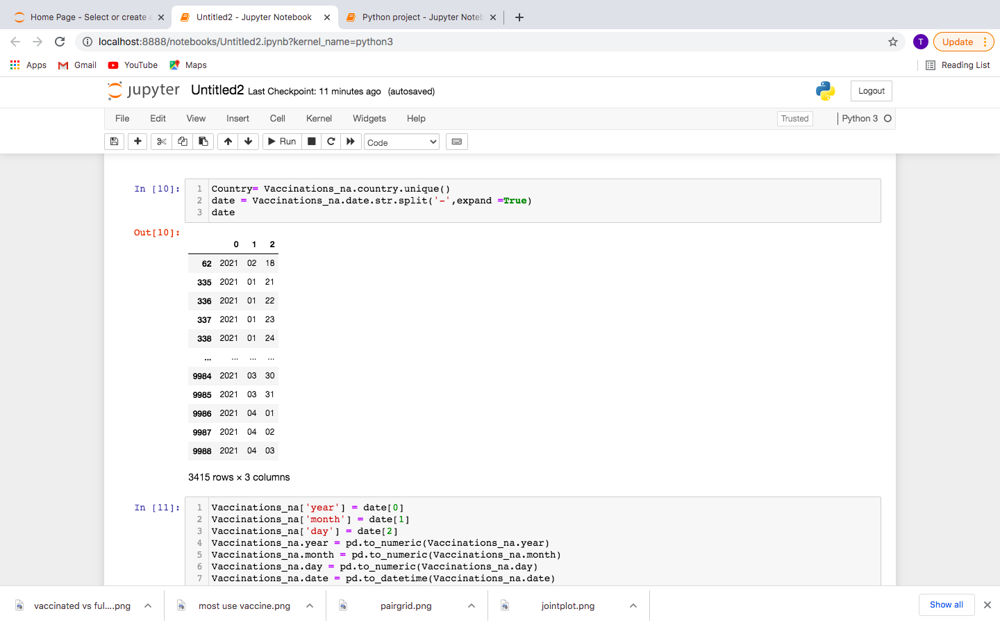 Home Page - Select or create a
Untitled2 - Jupyter Notebook
Python project - Jupyter Noteb
localhost:8888/notebooks/Untitled2.ipynb?kernel_name=python3
T
Update
Apps
Gmail
YouTube
Maps
Reading List
jupyter
Untitled2 Last Checkpoint: 11 minutes ago (autosaved)
Logout
File Edit View Insert Cell Kernel Widgets Help
Trusted
Python 3
Run
Code
In [10]:
1 Country= Vaccinations_na.country.unique()
2 date = Vaccinations_na.date.str.split('-',expand =True)
3 date
Out[10]:
0 1 2
62 2021 02 18
335 2021 01 21
336 2021 01 22
337 2021 01 23
338 2021 01 24
... ... ... ...
9984 2021 03 30
9985 2021 03 31
9986 2021 04 01
9987 2021 04 02
9988 2021 04 03
3415 rows × 3 columns
In [11]:
1 Vaccinations_na['year'] = date[0]
2 Vaccinations_na['month'] = date[1]
3 Vaccinations_na['day'] = date[2]
4 Vaccinations_na.year = pd.to_numeric(Vaccinations_na.year)
5 Vaccinations_na.month = pd.to_numeric(Vaccinations_na.month)
6 Vaccinations_na.day = pd.to_numeric(Vaccinations_na.day)
7 Vaccinations_na.date = pd.to_datetime(Vaccinations_na.date)
vaccinated vs ful....png
most use vaccine.png
pairgrid.png
jointplot.png
Show all